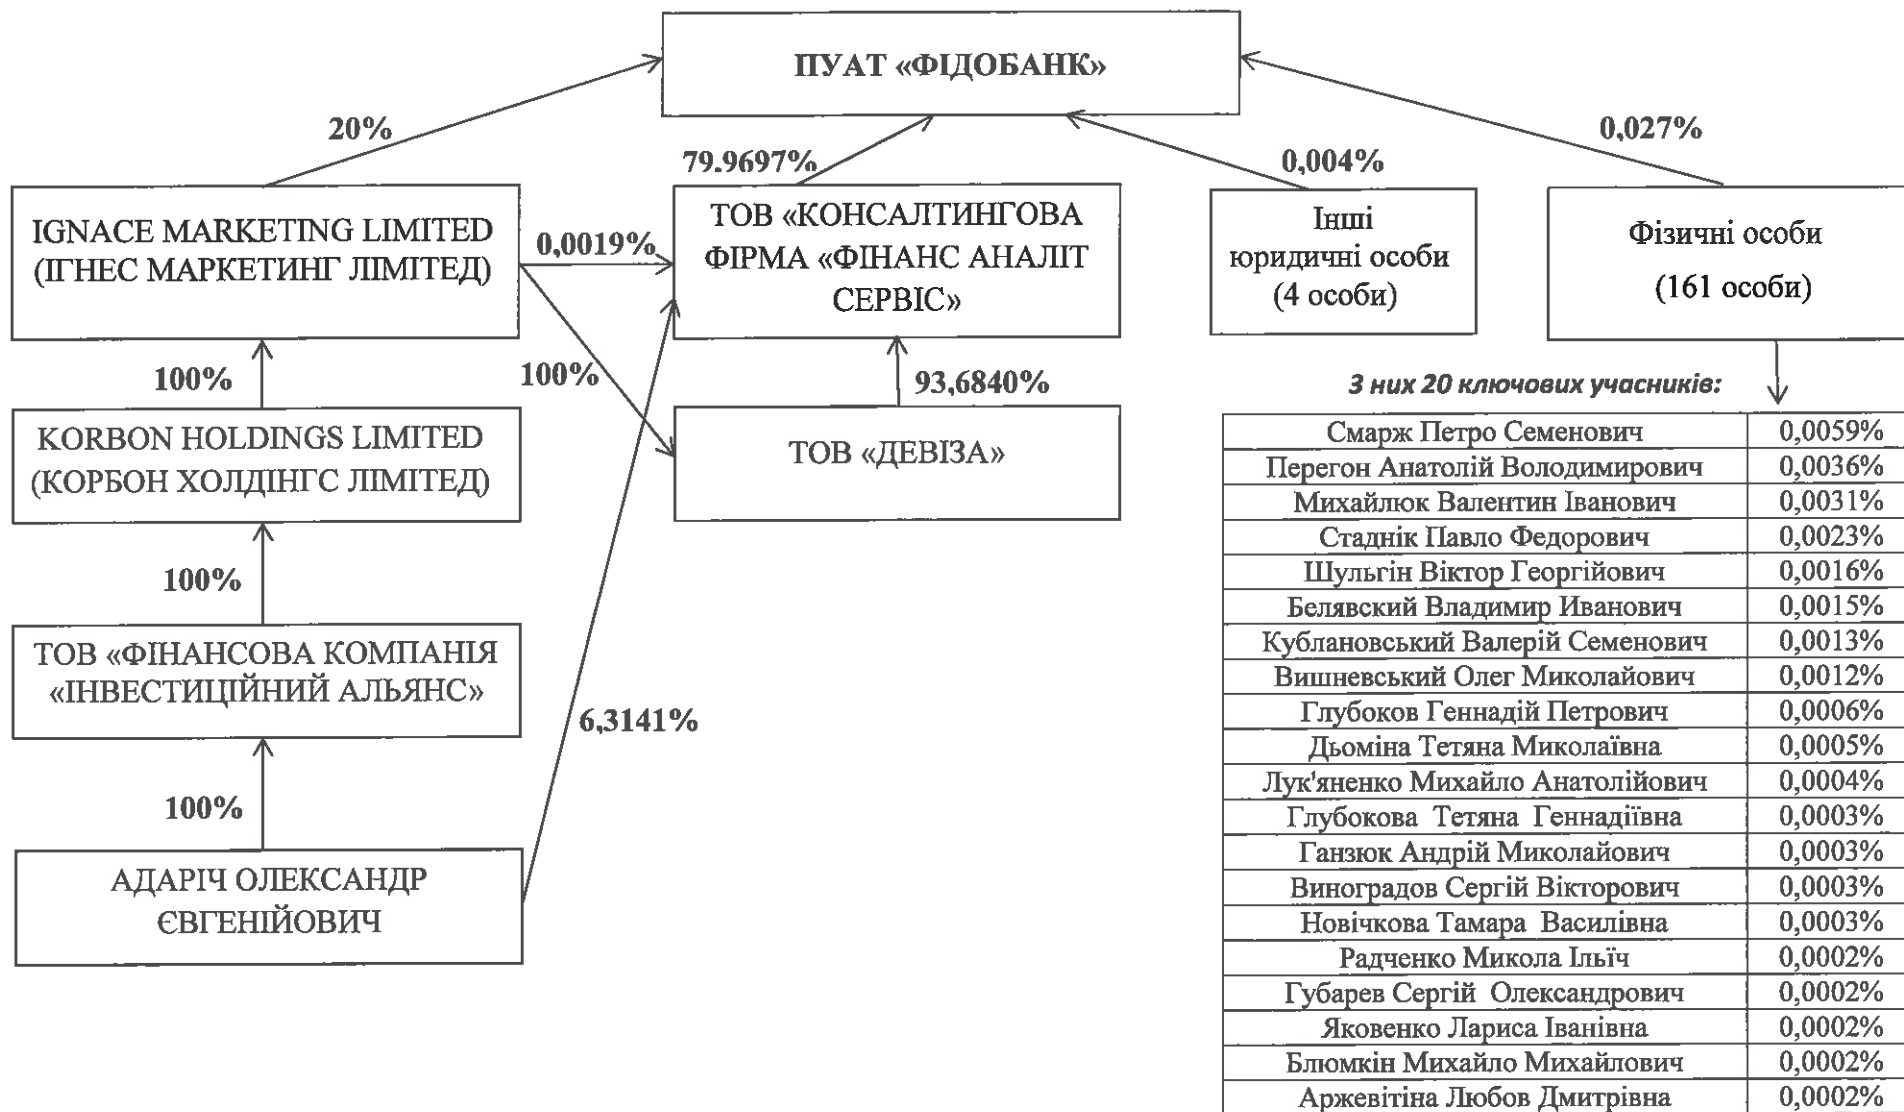 ПУАТ «ФІДОБАНК»
20%
79,9697%
0,004%
0,027%
IGNACE MARKETING LIMITED
(ІГНЕС МАРКЕТИНГ ЛІМІТЕД)
0,0019%
ТОВ «КОНСАЛТИНГОВА
ФІРМА «ФІНАНС АНАЛІТ
СЕРВІС»
Інші
юридичні особи
(4 особи)
Фізичні особи
(161 особи)
100%
100%
93,6840%
KORBON HOLDINGS LIMITED
(КОРБОН ХОЛДІНГС ЛІМІТЕД)
ТОВ «ДЕВІЗА»
100%
ТОВ «ФІНАНСОВА КОМПАНІЯ
«ІНВЕСТИЦІЙНИЙ АЛЬЯНС»
6,3141%
100%
АДАРІЧ ОЛЕКСАНДР
ЄВГЕНІЙОВИЧ
З них 20 ключових учасників:
Смарж Петро Семенович 0,0059%
Перегон Анатолій Володимирович 0,0036%
Михайлюк Валентин Іванович 0,0031%
Стаднік Павло Федорович 0,0023%
Шульгін Віктор Георгійович 0,0016%
Белявский Владимир Иванович 0,0015%
Кублановський Валерій Семенович 0,0013%
Вишневський Олег Миколайович 0,0012%
Глубоков Геннадій Петрович 0,0006%
Дьоміна Тетяна Миколаївна 0,0005%
Лук'яненко Михайло Анатолійович 0,0004%
Глубокова Тетяна Геннадіївна 0,0003%
Ганзюк Андрій Миколайович 0,0003%
Виноградов Сергій Вікторович 0,0003%
Новічкова Тамара Василівна 0,0003%
Радченко Микола Ільїч 0,0002%
Губарев Сергій Олександрович 0,0002%
Яковенко Лариса Іванівна 0,0002%
Блюмкін Михайло Михайлович 0,0002%
Аржевітіна Любов Дмитрівна 0,0002%